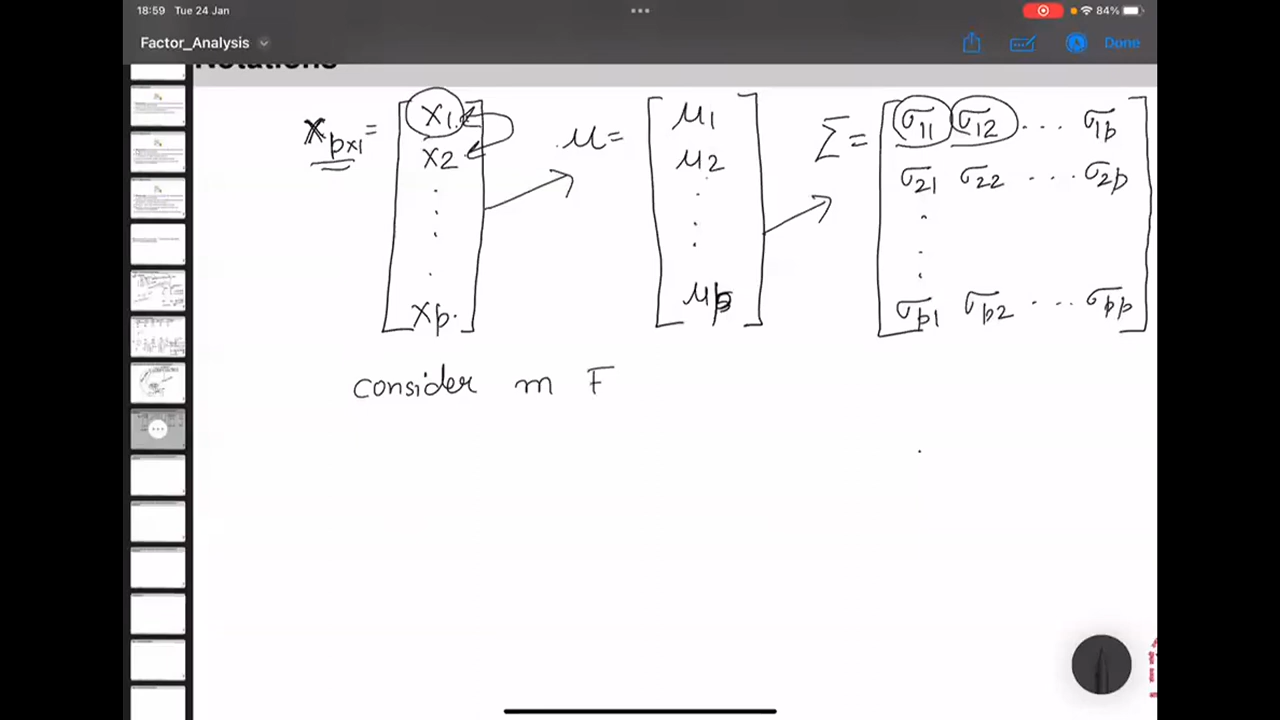 18:59 Tue 24 Jan
84%
Factor_Analysis
Done
Notations
X p×1 = [ x1 x2 . . . . xp ] μ = [ μ1 μ2 . . . μp ] Σ = [ σ11 σ12 ... σ1p
σ21 σ22 ... σ2p
. . .
σp1 σp2 ... σpp ]
consider m F